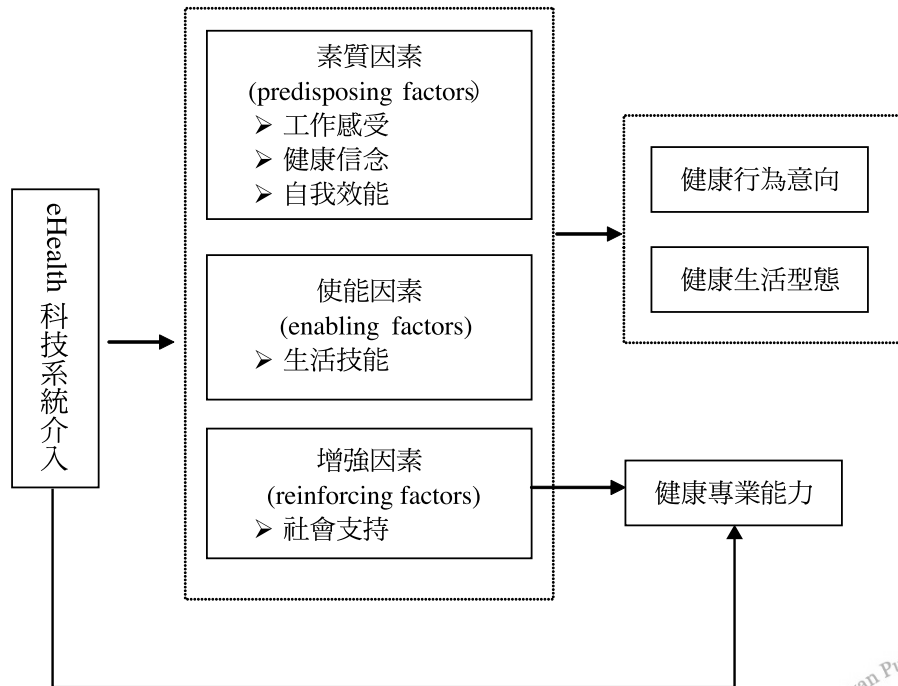 eHealth 科技系統介入
素質因素
(predisposing factors)
➢ 工作感受
➢ 健康信念
➢ 自我效能
使能因素
(enabling factors)
➢ 生活技能
增強因素
(reinforcing factors)
➢ 社會支持
健康行為意向
健康生活型態
健康專業能力